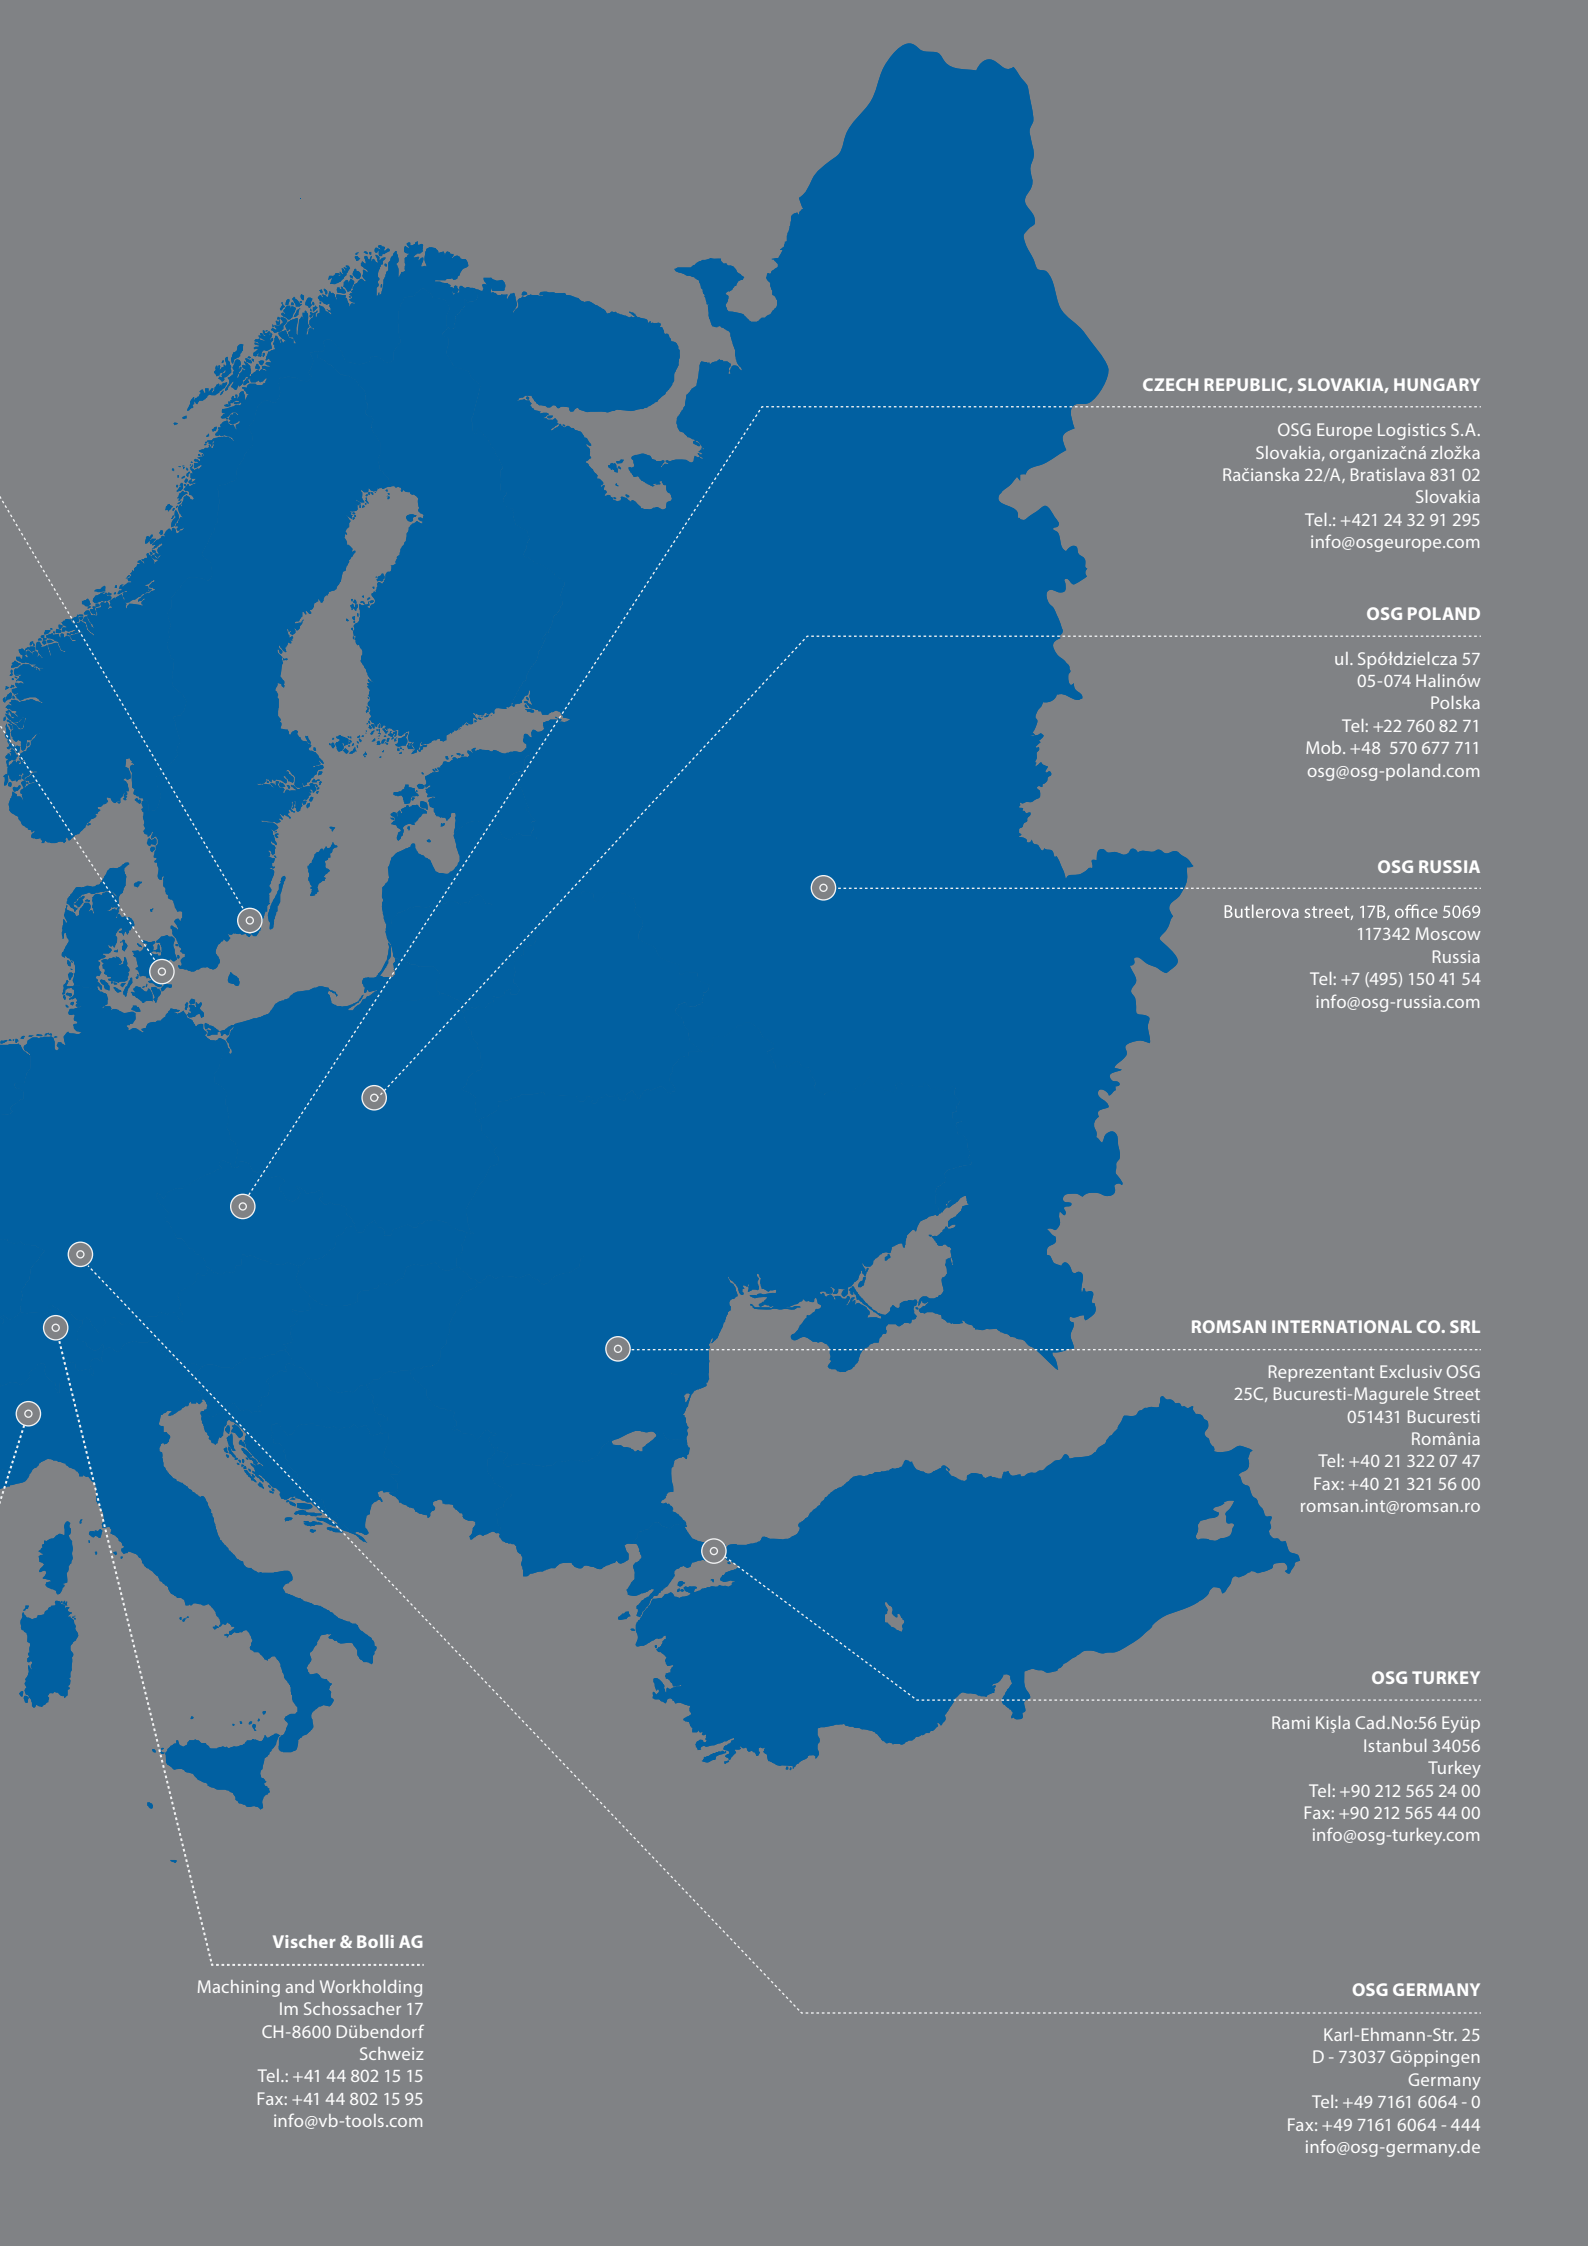 CZECH REPUBLIC, SLOVAKIA, HUNGARY
OSG Europe Logistics S.A.
Slovakia, organizačná zložka
Račianska 22/A, Bratislava 831 02
Slovakia
Tel.: +421 24 32 91 295
info@osgeurope.com
OSG POLAND
ul. Spółdzielcza 57
05-074 Halinów
Polska
Tel: +22 760 82 71
Mob. +48 570 677 711
osg@osg-poland.com
OSG RUSSIA
Butlerova street, 17B, office 5069
117342 Moscow
Russia
Tel: +7 (495) 150 41 54
info@osg-russia.com
ROMSAN INTERNATIONAL CO. SRL
Reprezentant Exclusiv OSG
25C, Bucuresti-Magurele Street
051431 Bucuresti
România
Tel: +40 21 322 07 47
Fax: +40 21 321 56 00
romsan.int@romsan.ro
OSG TURKEY
Rami Kişla Cad.No:56 Eyüp
Istanbul 34056
Turkey
Tel: +90 212 565 24 00
Fax: +90 212 565 44 00
info@osg-turkey.com
Vischer & Bolli AG
Machining and Workholding
Im Schossacher 17
CH-8600 Dübendorf
Schweiz
Tel.: +41 44 802 15 15
Fax: +41 44 802 15 95
info@vb-tools.com
OSG GERMANY
Karl-Ehmann-Str. 25
D - 73037 Göppingen
Germany
Tel: +49 7161 6064 - 0
Fax: +49 7161 6064 - 444
info@osg-germany.de